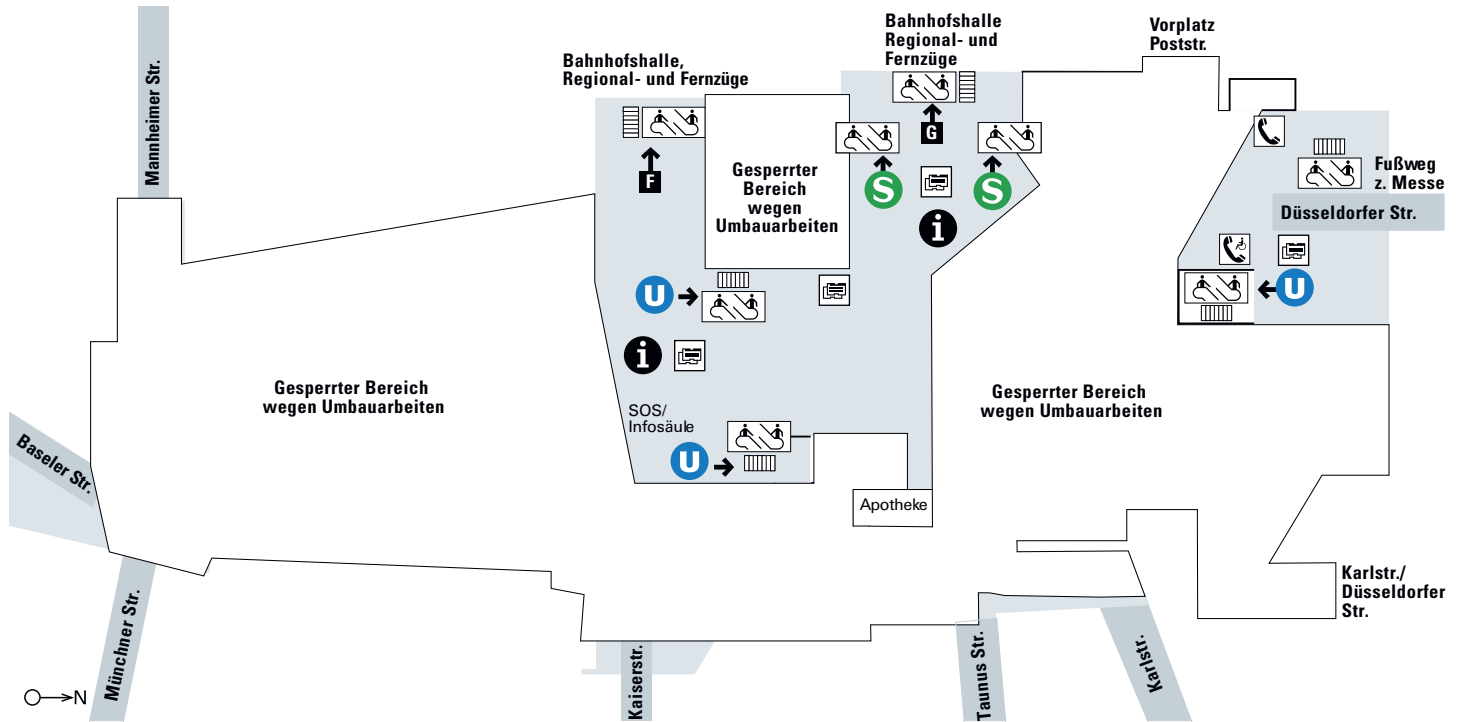 Bahnhofshalle
Regional- und
Fernzüge
Vorplatz
Poststr.
Bahnhofshalle,
Regional- und Fernzüge
Mannheimer Str.
G
F
S
S
i
Gesperrter
Bereich
wegen
Umbauarbeiten
Fußweg
z. Messe
Düsseldorfer Str.
U
U
i
Gesperrter Bereich
wegen Umbauarbeiten
Gesperrter Bereich
wegen Umbauarbeiten
SOS/
Infosäule
U
Baseler Str.
Apotheke
Karlstr./
Düsseldorfer
Str.
Münchner Str.
Kaiserstr.
Taunus Str.
Karlstr.
N